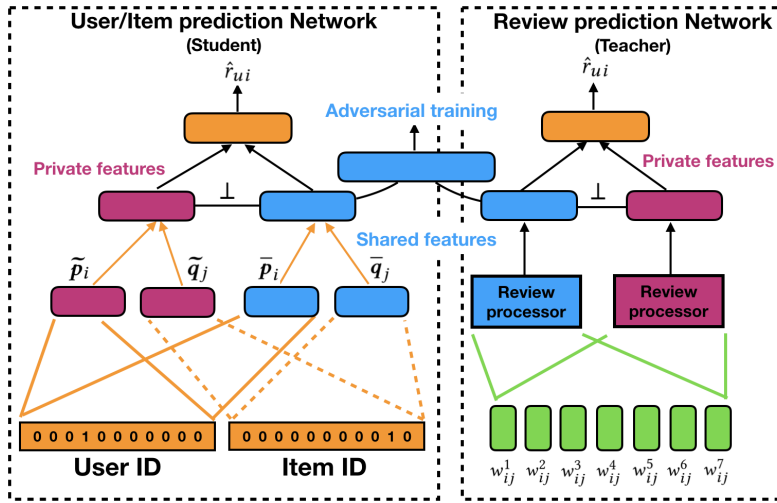 User/Item prediction Network
(Student)
r̂ui
Private features
⊥
p̃i
q̃j
p̄i
q̄j
0 0 0 1 0 0 0 0 0 0 0
User ID
0 0 0 0 0 0 0 0 0 0 1 0
Item ID
Adversarial training
Shared features
Review prediction Network
(Teacher)
r̂ui
Private features
⊥
Review
processor
Review
processor
w¹ij w²ij w³ij w⁴ij w⁵ij w⁶ij w⁷ij